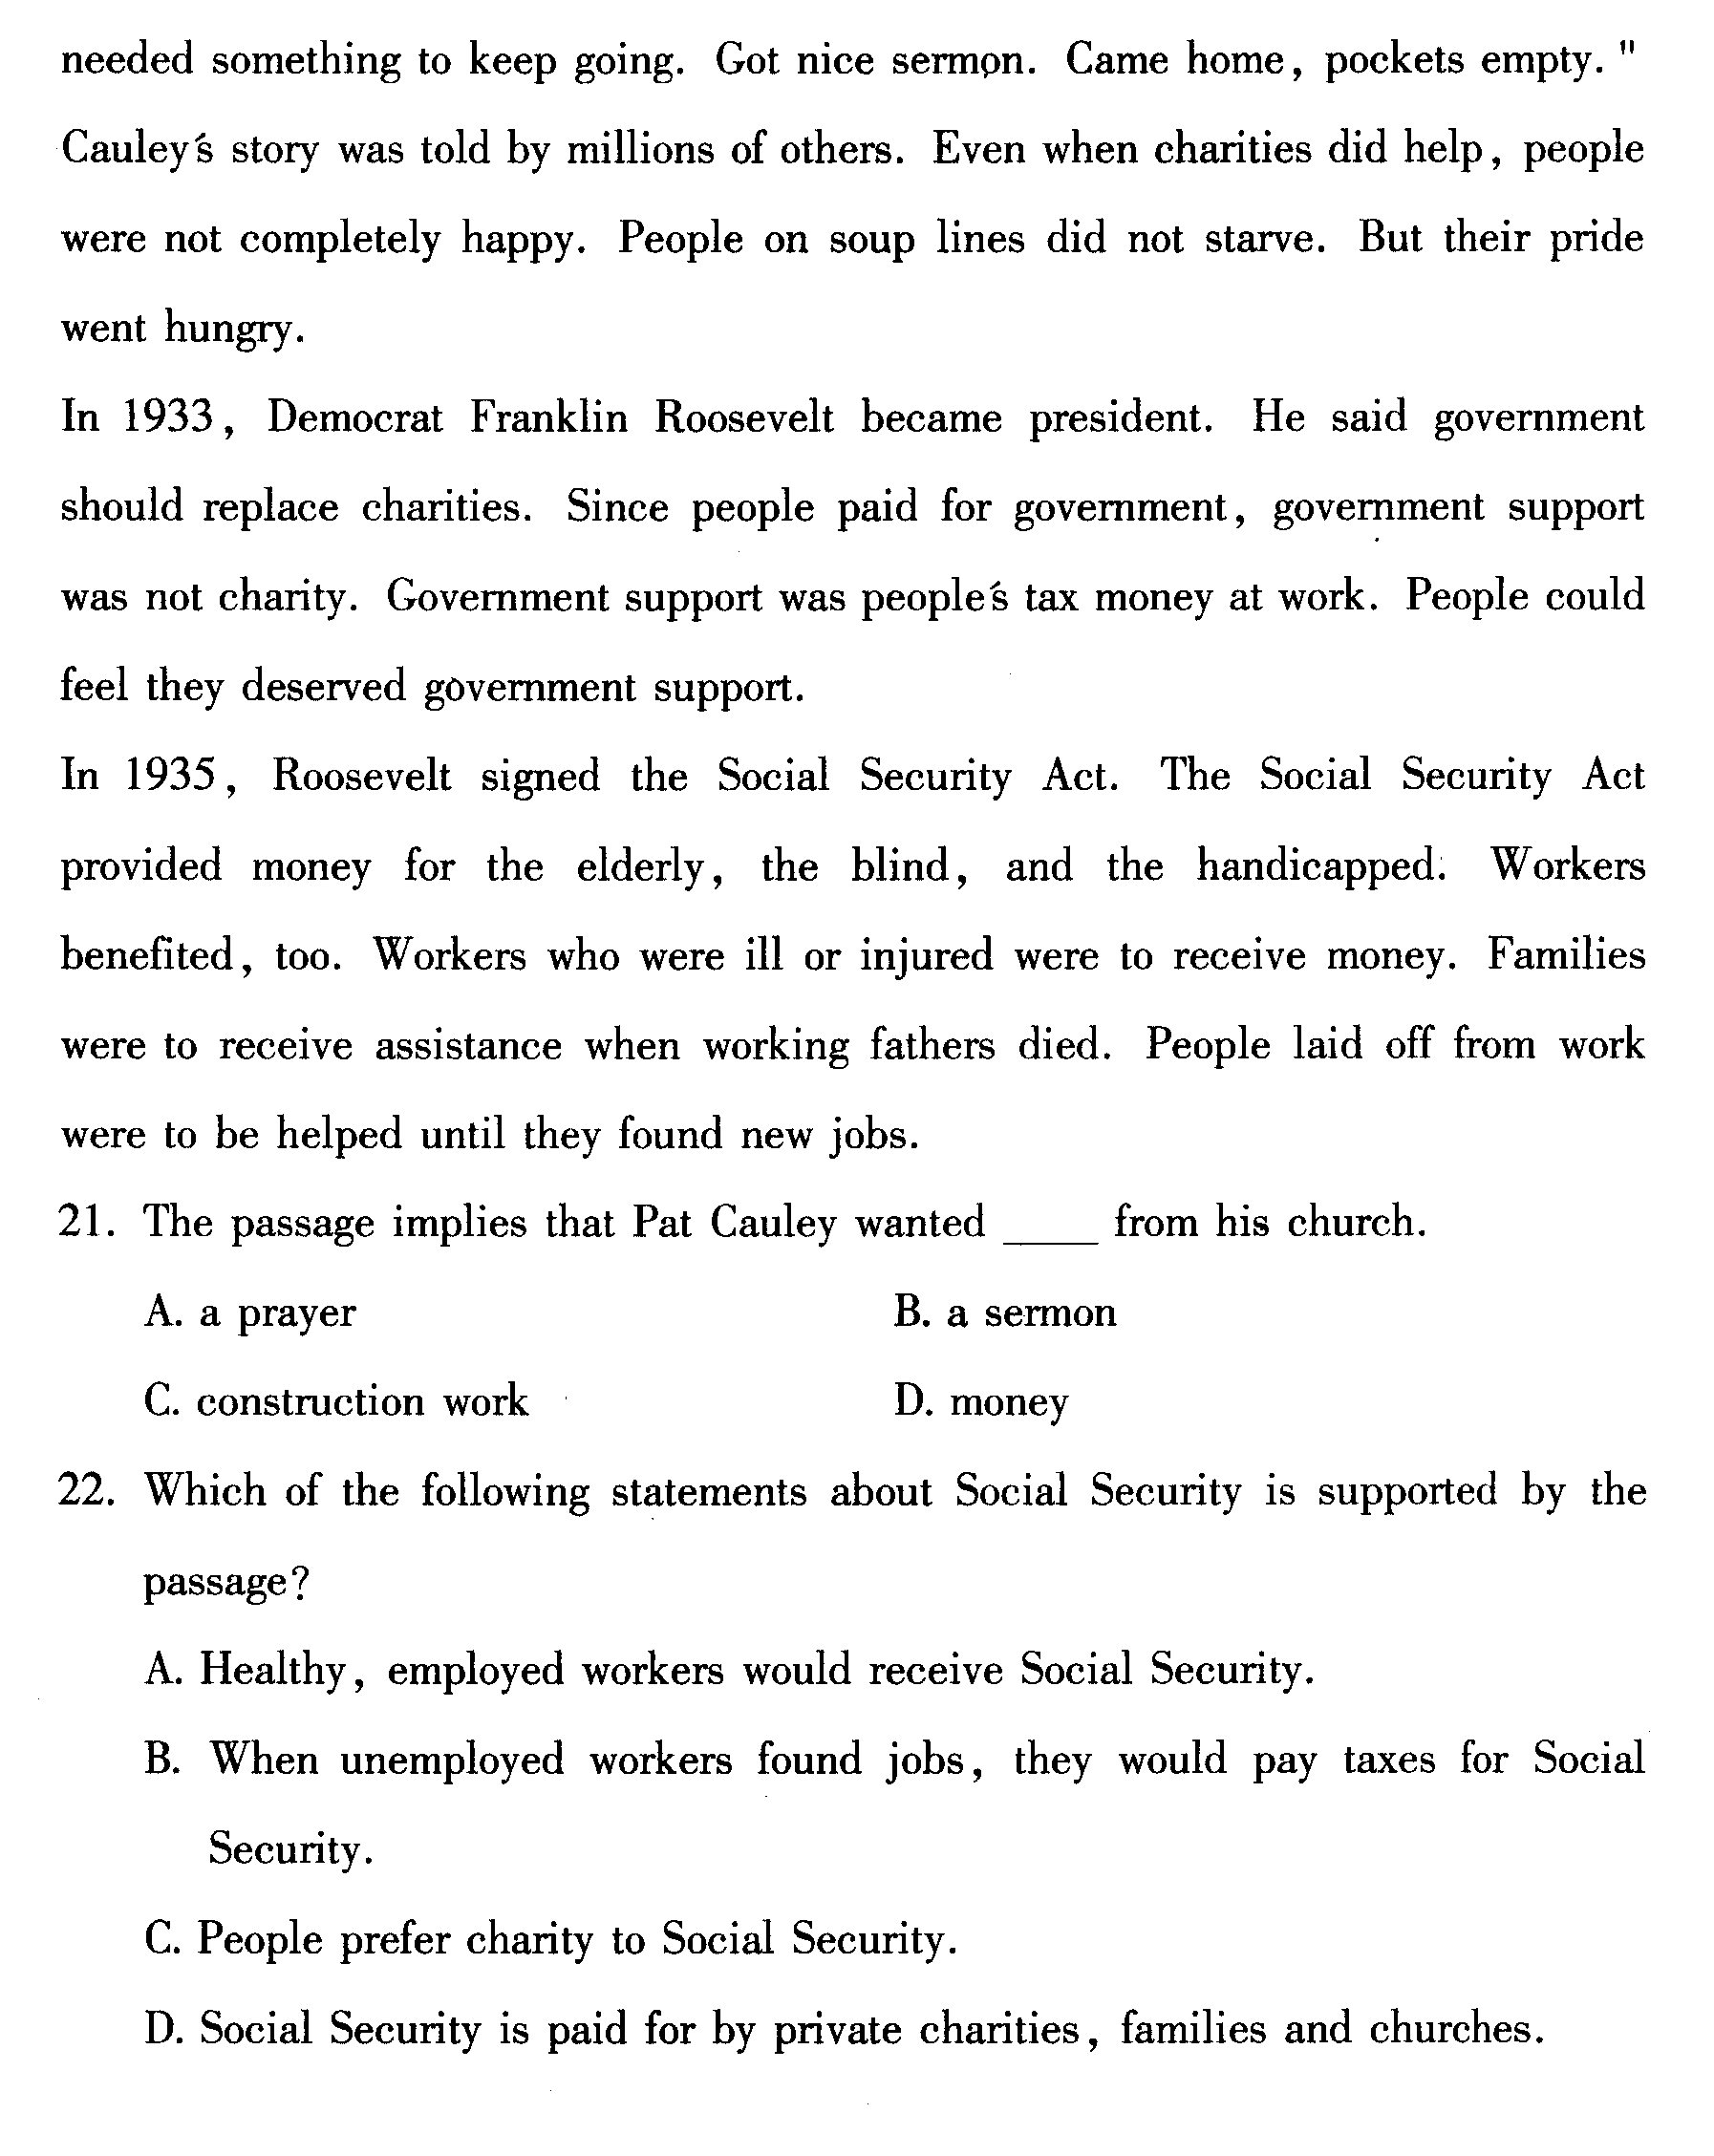 needed something to keep going. Got nice sermon. Came home, pockets empty."
Cauley's story was told by millions of others. Even when charities did help, people
were not completely happy. People on soup lines did not starve. But their pride
went hungry.
In 1933, Democrat Franklin Roosevelt became president. He said government
should replace charities. Since people paid for government, government support
was not charity. Government support was people's tax money at work. People could
feel they deserved government support.
In 1935, Roosevelt signed the Social Security Act. The Social Security Act
provided money for the elderly, the blind, and the handicapped. Workers
benefited, too. Workers who were ill or injured were to receive money. Families
were to receive assistance when working fathers died. People laid off from work
were to be helped until they found new jobs.
21. The passage implies that Pat Cauley wanted ____ from his church.
A. a prayer B. a sermon
C. construction work D. money
22. Which of the following statements about Social Security is supported by the
passage?
A. Healthy, employed workers would receive Social Security.
B. When unemployed workers found jobs, they would pay taxes for Social
Security.
C. People prefer charity to Social Security.
D. Social Security is paid for by private charities, families and churches.